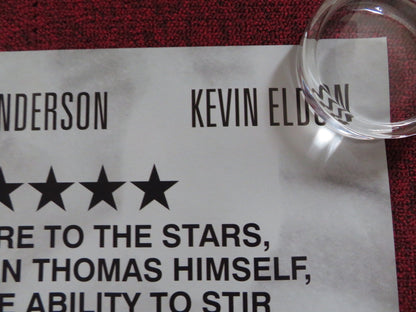 NDERSON KEVIN ELDON
RE TO THE STARS,
N THOMAS HIMSELF,
E ABILITY TO STIR